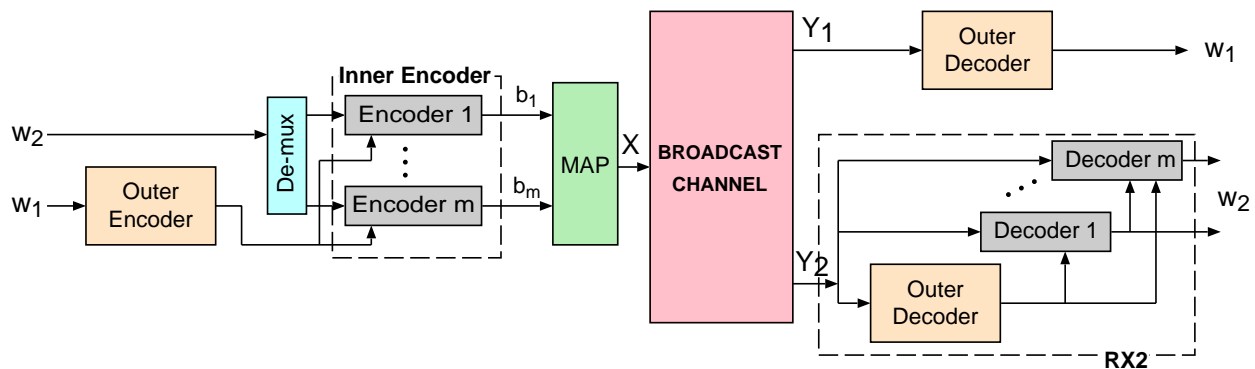 Inner Encoder
w2
w1
Outer
Encoder
De-mux
Encoder 1
Encoder m
b1
bm
MAP
X
BROADCAST
CHANNEL
Y1
Y2
Outer
Decoder
w1
Decoder m
Decoder 1
Outer
Decoder
w2
RX2